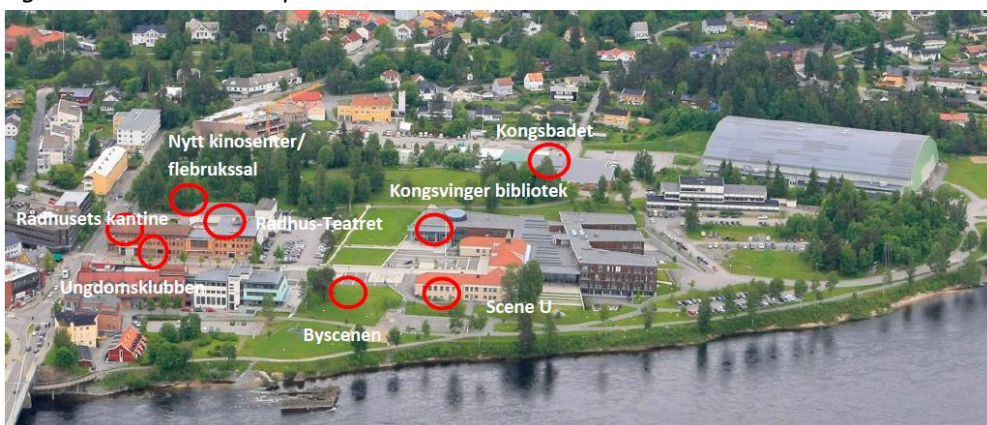 Kongsbadet
Nytt kinosenter/
flebrukssal
Kongsvinger bibliotek
Rådhusets kantine
Rådhus-Teatret
Ungdomsklubben
Scene U
Byscenen